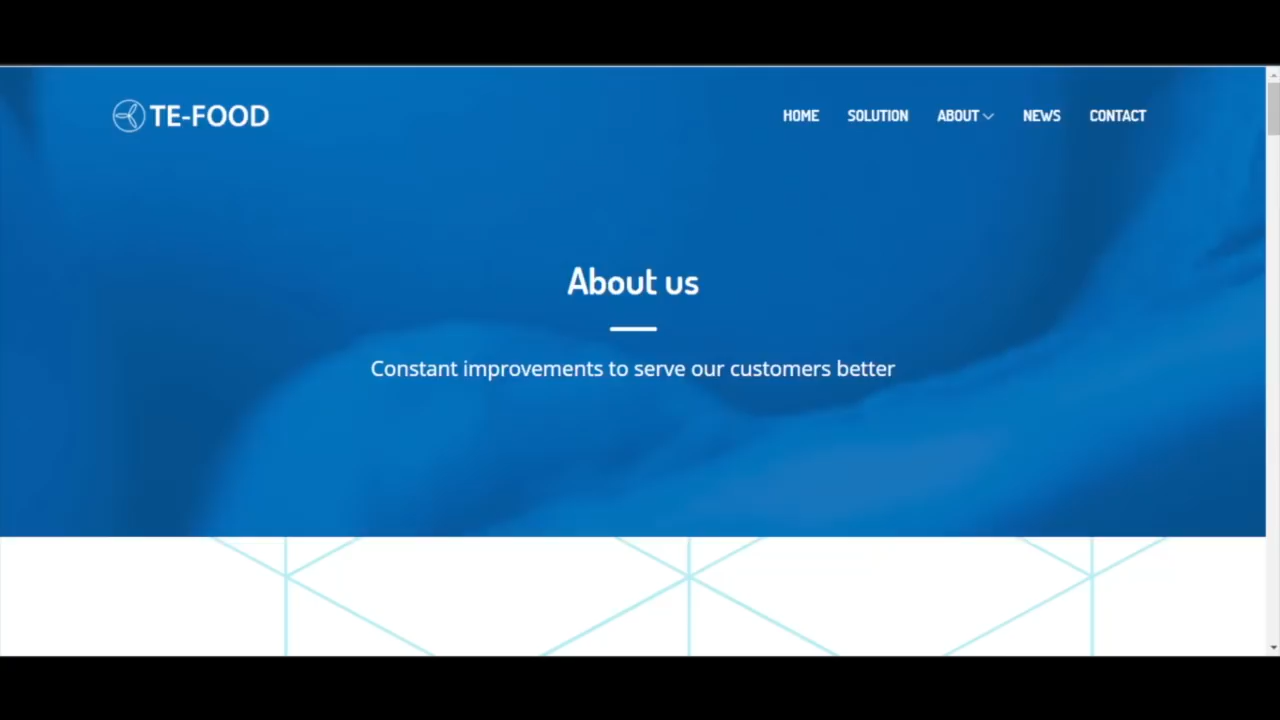 TE-FOOD
HOME SOLUTION ABOUT NEWS CONTACT
About us
Constant improvements to serve our customers better